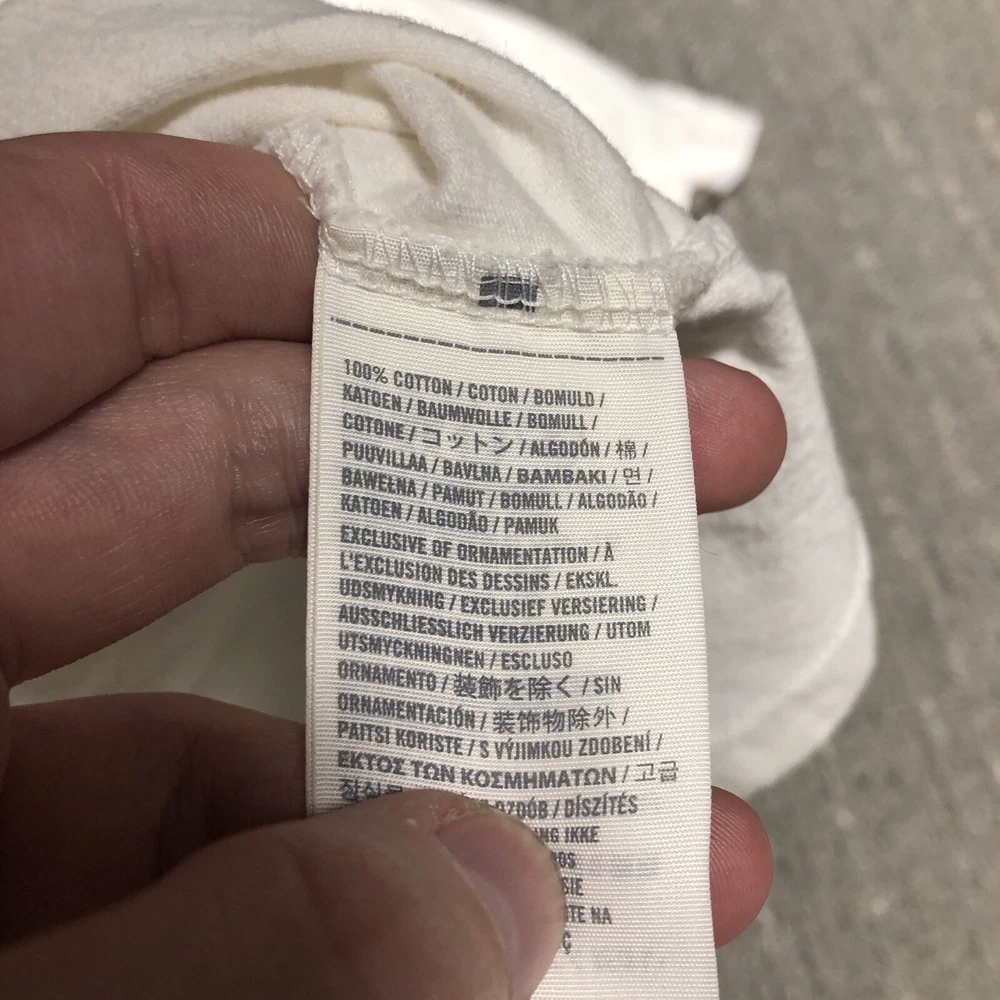 100% COTTON / COTON / BOMULD /
KATOEN / BAUMWOLLE / BOMULL /
COTONE / コットン / ALGODÓN / 棉 /
PUUVILLAA / BAVLNA / BAMBAKI / 면 /
BAWEŁNA / PAMUT / BOMULL / ALGODÃO /
KATOEN / ALGODÃO / PAMUK
EXCLUSIVE OF ORNAMENTATION / À
L'EXCLUSION DES DESSINS / EKSKL.
UDSMYKNING / EXCLUSIEF VERSIERING /
AUSSCHLIESSLICH VERZIERUNG / UTOM
UTSMYCKNINGNEN / ESCLUSO
ORNAMENTO / 装飾を除く / SIN
ORNAMENTACIÓN / 装饰物除外 /
PAITSI KORISTE / S VÝJIMKOU ZDOBENÍ /
ΕΚΤΟΣ ΤΩΝ ΚΟΣΜΗΜΑΤΩΝ / 고급
OZDÓB / DÍSZÍTÉS
IKKE
NA